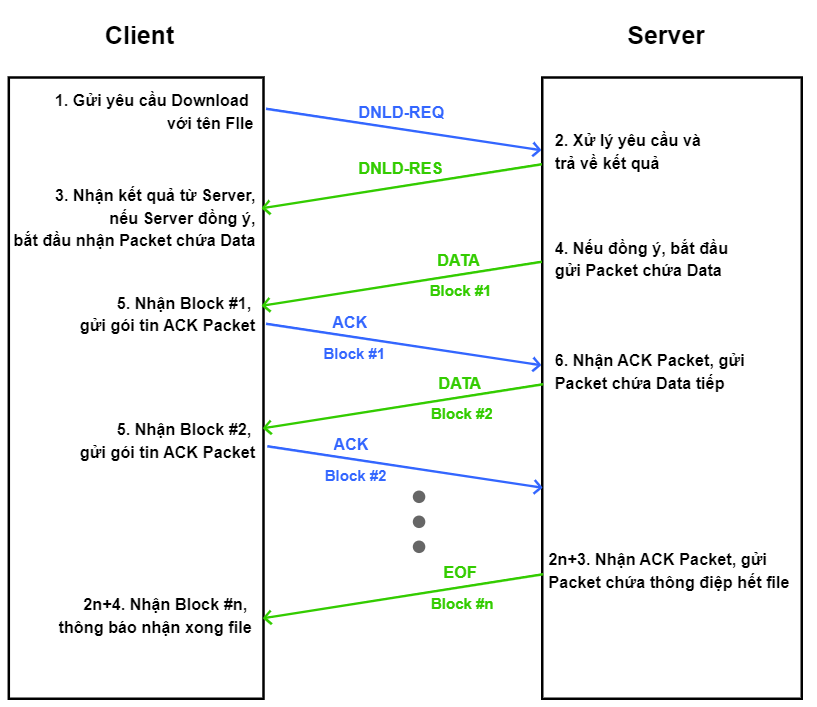 Client
Server
1. Gửi yêu cầu Download
với tên FIle
DNLD-REQ
2. Xử lý yêu cầu và
trả về kết quả
DNLD-RES
3. Nhận kết quả từ Server,
nếu Server đồng ý,
bắt đầu nhận Packet chứa Data
4. Nếu đồng ý, bắt đầu
gửi Packet chứa Data
DATA
Block #1
5. Nhận Block #1,
gửi gói tin ACK Packet
ACK
Block #1
6. Nhận ACK Packet, gửi
Packet chứa Data tiếp
DATA
Block #2
5. Nhận Block #2,
gửi gói tin ACK Packet
ACK
Block #2
2n+3. Nhận ACK Packet, gửi
Packet chứa thông điệp hết file
EOF
Block #n
2n+4. Nhận Block #n,
thông báo nhận xong file